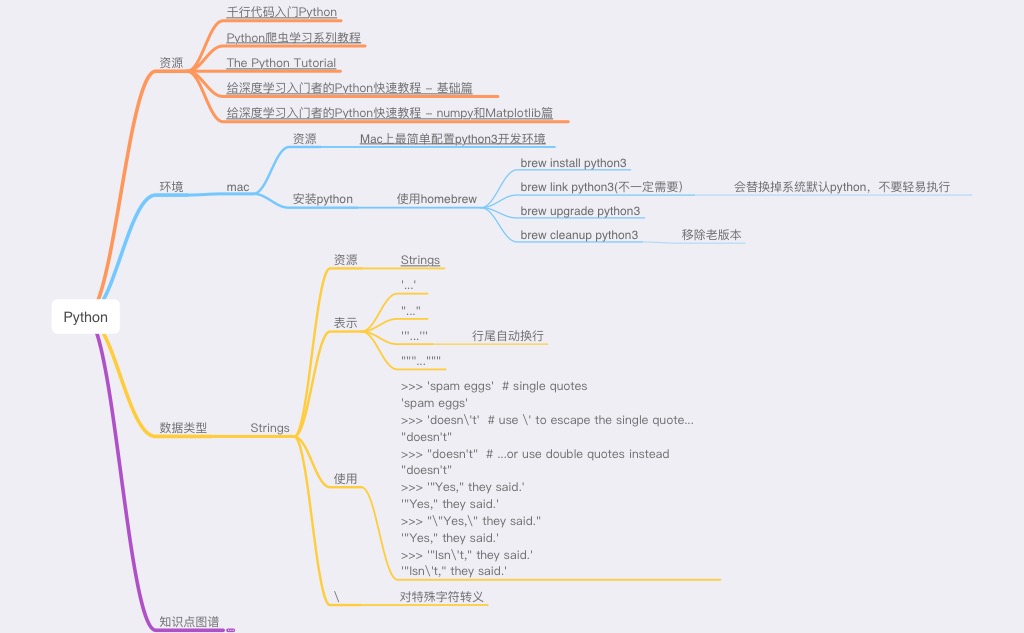 Python
资源
千行代码入门Python
Python爬虫学习系列教程
The Python Tutorial
给深度学习入门者的Python快速教程 - 基础篇
给深度学习入门者的Python快速教程 - numpy和Matplotlib篇
环境
mac
资源
Mac上最简单配置python3开发环境
安装python
使用homebrew
brew install python3
brew link python3(不一定需要)
会替换掉系统默认python，不要轻易执行
brew upgrade python3
brew cleanup python3
移除老版本
数据类型
Strings
资源
Strings
表示
'...'
"..."
'''...'''
行尾自动换行
"""..."""
使用
>>> 'spam eggs'  # single quotes
'spam eggs'
>>> 'doesn\'t'  # use \' to escape the single quote...
"doesn't"
>>> "doesn't"  # ...or use double quotes instead
"doesn't"
>>> '"Yes," they said.'
'"Yes," they said.'
>>> "\"Yes,\" they said."
'"Yes," they said.'
>>> '"Isn\'t," they said.'
'"Isn\'t," they said.'
\
对特殊字符转义
知识点图谱